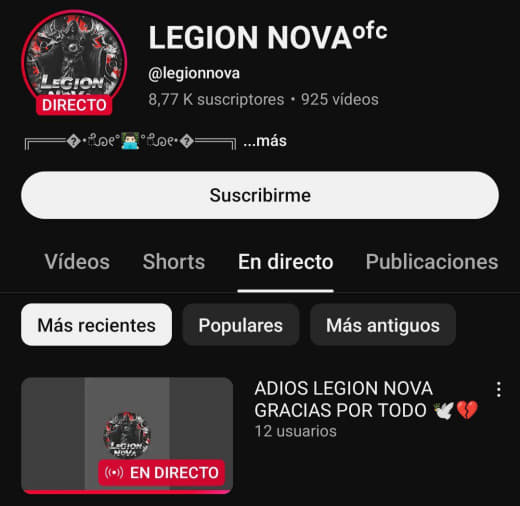 LEGION NOVAofc
LEGION NOVA
DIRECTO
@legionnova
8,77 K suscriptores • 925 vídeos
...más
Suscribirme
Vídeos Shorts En directo Publicaciones
Más recientes Populares Más antiguos
ADIOS LEGION NOVA
GRACIAS POR TODO 🕊️💔
12 usuarios
LEGION NOVA
EN DIRECTO